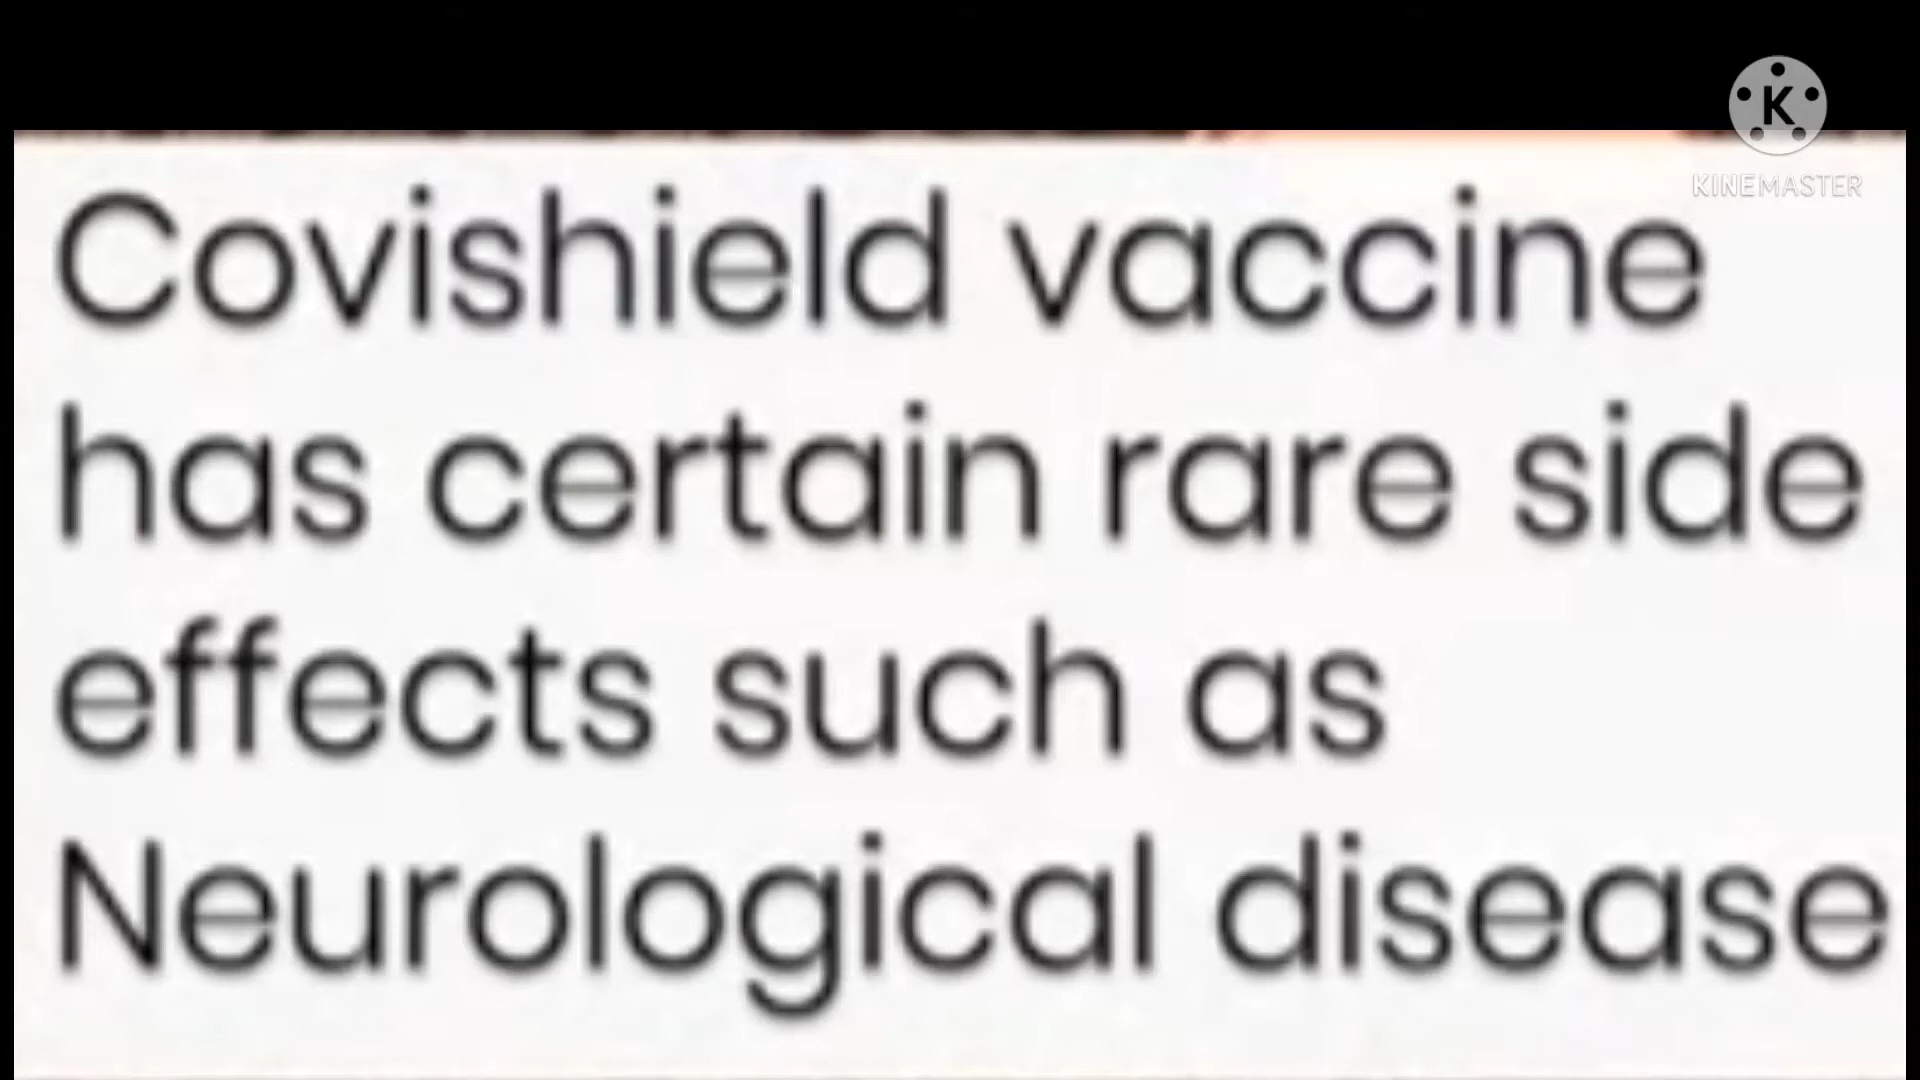 K
KINEMASTER
Covishield vaccine
has certain rare side
effects such as
Neurological disease